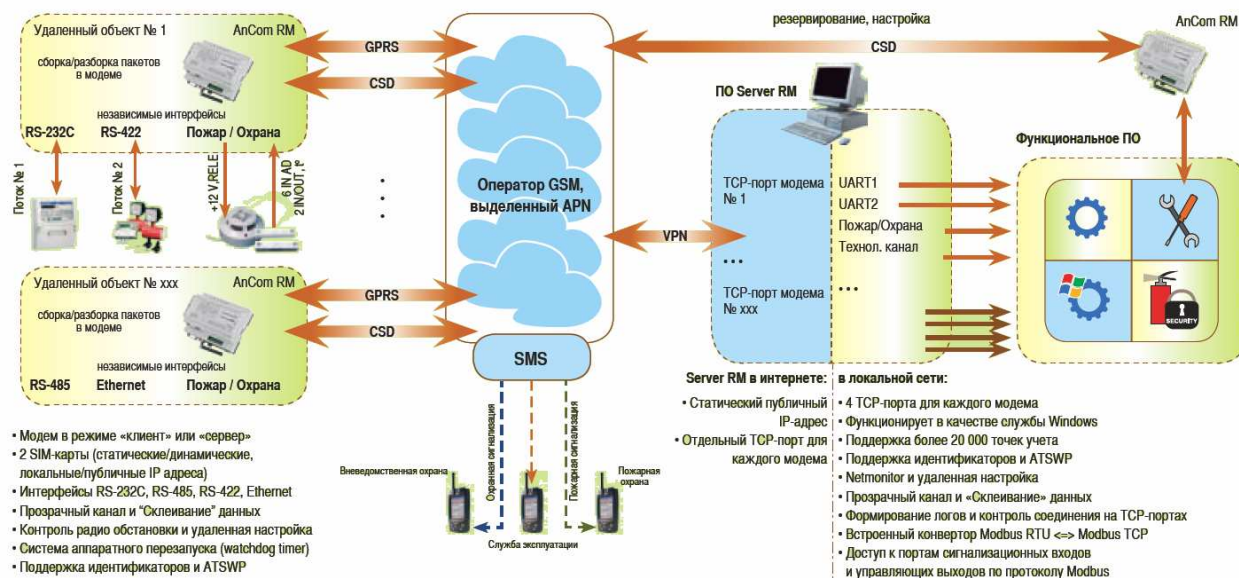 Удаленный объект № 1
AnCom RM
сборка/разборка пакетов
в модеме
независимые интерфейсы
RS-232C
RS-422
Пожар / Охрана
Поток № 1
Поток № 2
+12 V,RELE
6 IN AD
2 IN/OUT, t°
Удаленный объект № xxx
AnCom RM
сборка/разборка пакетов
в модеме
независимые интерфейсы
RS-485
Ethernet
Пожар / Охрана
GPRS
CSD
GPRS
CSD
Оператор GSM,
выделенный APN
SMS
Охранная сигнализация
Пожарная сигнализация
Вневедомственная охрана
Пожарная
охрана
Служба эксплуатации
резервирование, настройка
CSD
AnCom RM
VPN
ПО Server RM
TCP-порт модема
№ 1
...
TCP-порт модема
№ xxx
UART1
UART2
Пожар/Охрана
Технол. канал
...
Функциональное ПО
SECURITY
• Модем в режиме «клиент» или «сервер»
• 2 SIM-карты (статические/динамические,
локальные/публичные IP адреса)
• Интерфейсы RS-232C, RS-485, RS-422, Ethernet
• Прозрачный канал и "Склеивание" данных
• Контроль радио обстановки и удаленная настройка
• Система аппаратного перезапуска (watchdog timer)
• Поддержка идентификаторов и ATSWP
Server RM в интернете:
• Статический публичный
IP-адрес
• Отдельный TCP-порт для
каждого модема
в локальной сети:
• 4 TCP-порта для каждого модема
• Функционирует в качестве службы Windows
• Поддержка более 20 000 точек учета
• Поддержка идентификаторов и ATSWP
• Netmonitor и удаленная настройка
• Прозрачный канал и «Склеивание» данных
• Формирование логов и контроль соединения на TCP-портах
• Встроенный конвертор Modbus RTU <=> Modbus TCP
• Доступ к портам сигнализационных входов
и управляющих выходов по протоколу Modbus